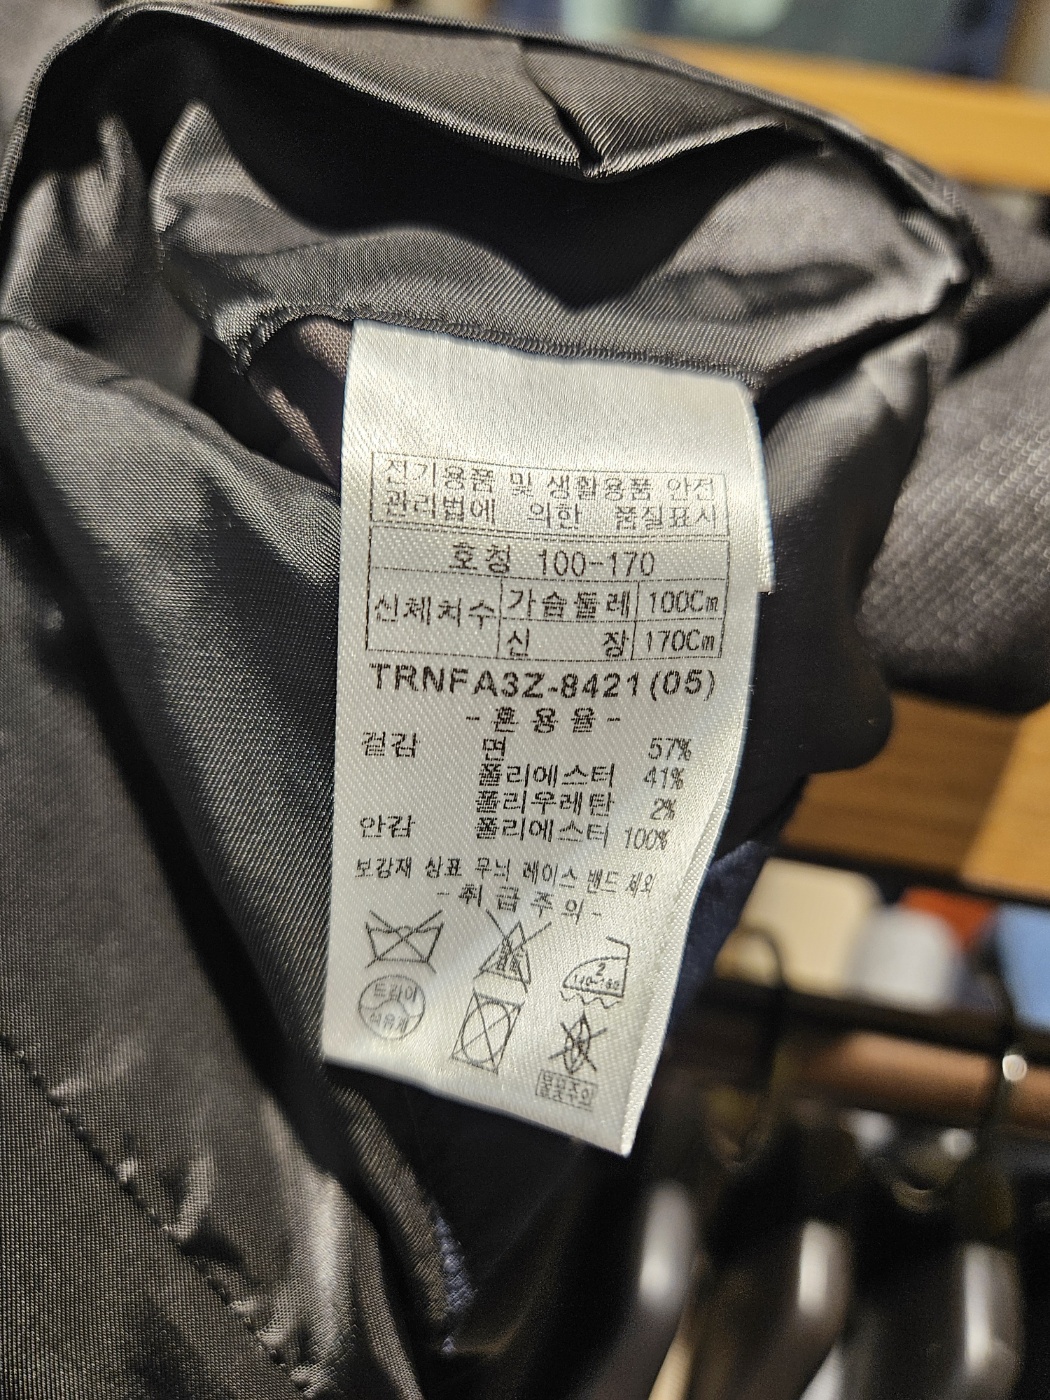 전기용품 및 생활용품 안전
관리법에 의한 품질표시
호칭 100-170
신체치수 가슴둘레 100Cm
신 장 170Cm
TRNFA3Z-8421(05)
-혼용율-
겉감 면 57%
폴리에스터 41%
폴리우레탄 2%
안감 폴리에스터 100%
보강재 상표 무늬 레이스 밴드 제외
-취급주의-
드라이
석유계
2